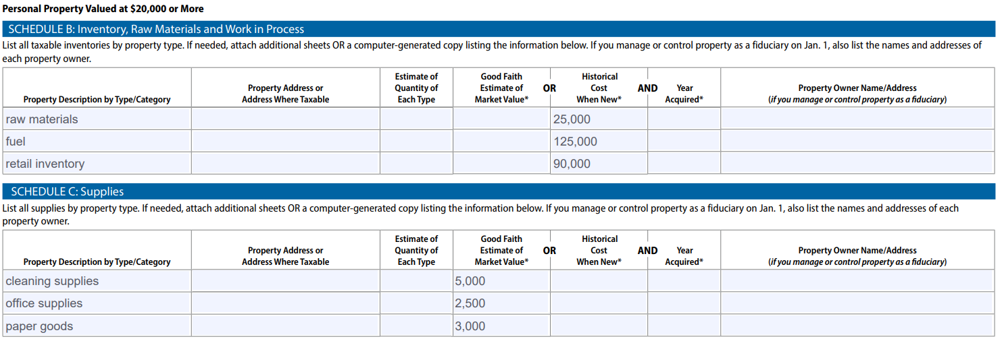 Personal Property Valued at $20,000 or More
SCHEDULE B: Inventory, Raw Materials and Work in Process
List all taxable inventories by property type. If needed, attach additional sheets OR a computer-generated copy listing the information below. If you manage or control property as a fiduciary on Jan. 1, also list the names and addresses of
each property owner.
Property Description by Type/Category
Property Address or
Address Where Taxable
Estimate of
Quantity of
Each Type
Good Faith
Estimate of
Market Value*
OR
Historical
Cost
When New*
AND
Year
Acquired*
Property Owner Name/Address
(if you manage or control property as a fiduciary)
raw materials 25,000
fuel 125,000
retail inventory 90,000
SCHEDULE C: Supplies
List all supplies by property type. If needed, attach additional sheets OR a computer-generated copy listing the information below. If you manage or control property as a fiduciary on Jan. 1, also list the names and addresses of each
property owner.
Property Description by Type/Category
Property Address or
Address Where Taxable
Estimate of
Quantity of
Each Type
Good Faith
Estimate of
Market Value*
OR
Historical
Cost
When New*
AND
Year
Acquired*
Property Owner Name/Address
(if you manage or control property as a fiduciary)
cleaning supplies 5,000
office supplies 2,500
paper goods 3,000